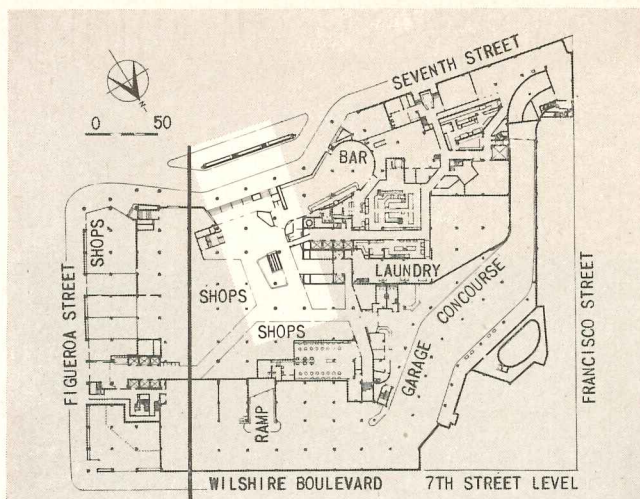 SEVENTH STREET
N
0 50
BAR
SHOPS
FIGUEROA STREET
SHOPS
LAUNDRY
SHOPS
GARAGE CONCOURSE
FRANCISCO STREET
RAMP
WILSHIRE BOULEVARD
7TH STREET LEVEL